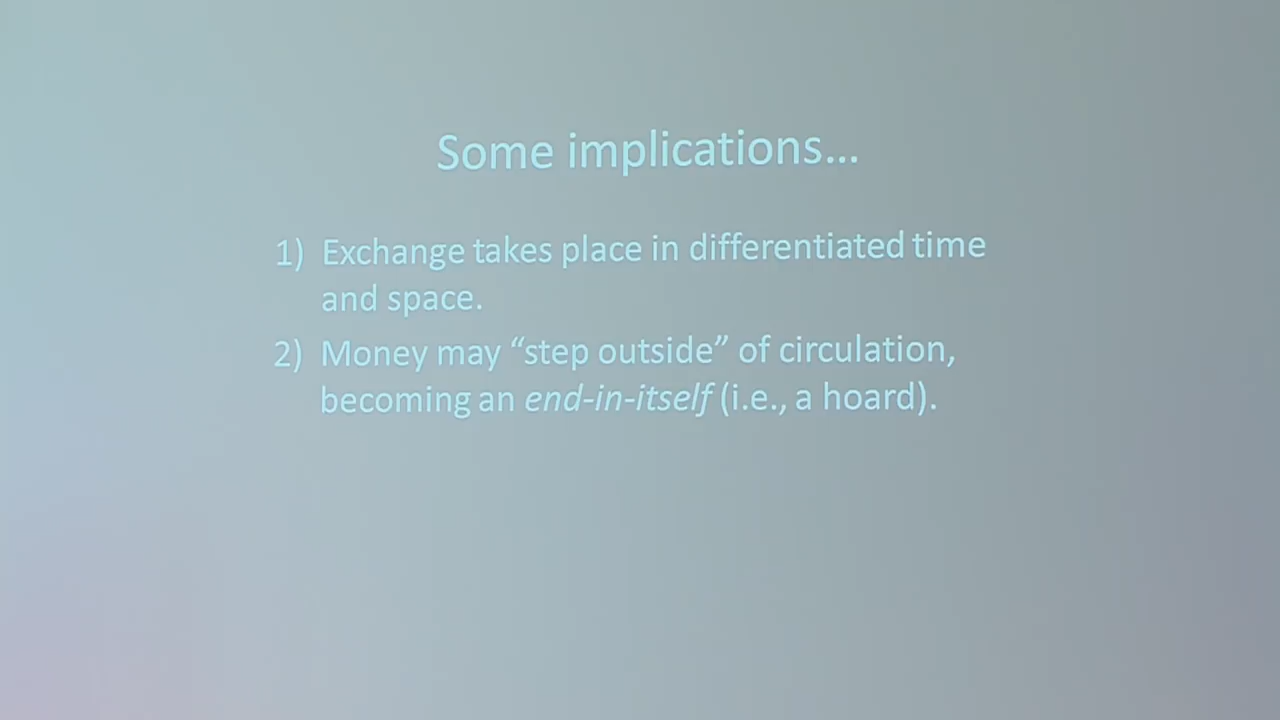 Some implications...
1) Exchange takes place in differentiated time
and space.
2) Money may “step outside” of circulation,
becoming an end-in-itself (i.e., a hoard).